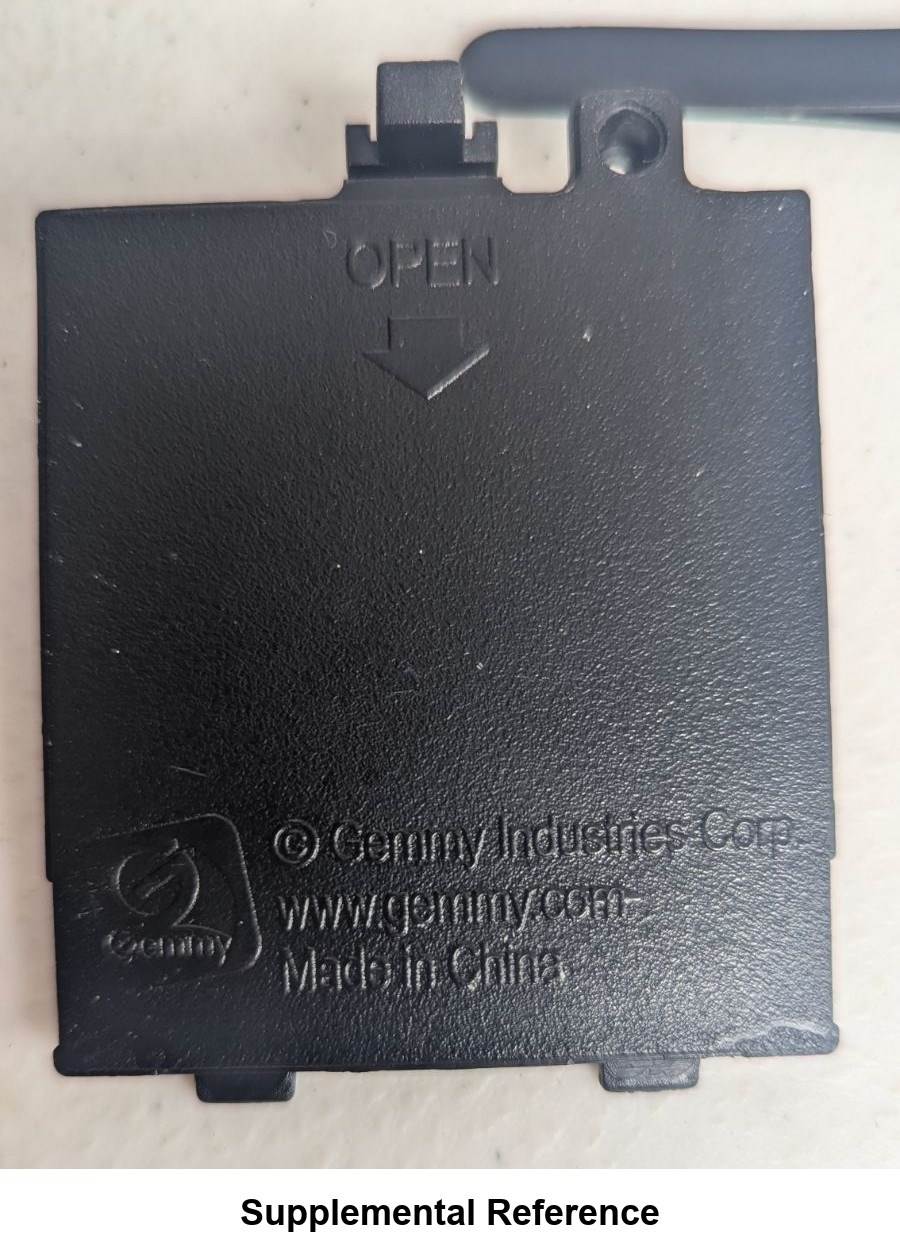 OPEN
© Gemmy Industries Corp.
www.gemmy.com
Made in China
Gemmy
Supplemental Reference